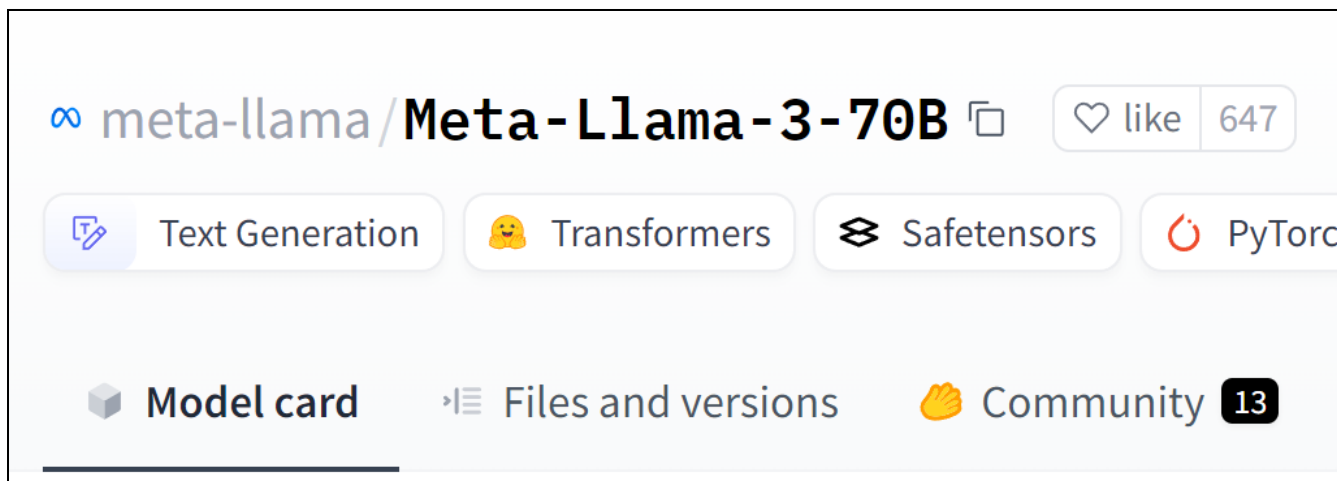 meta-llama/Meta-Llama-3-70B like 647
Text Generation Transformers Safetensors PyTorc
Model card Files and versions Community 13